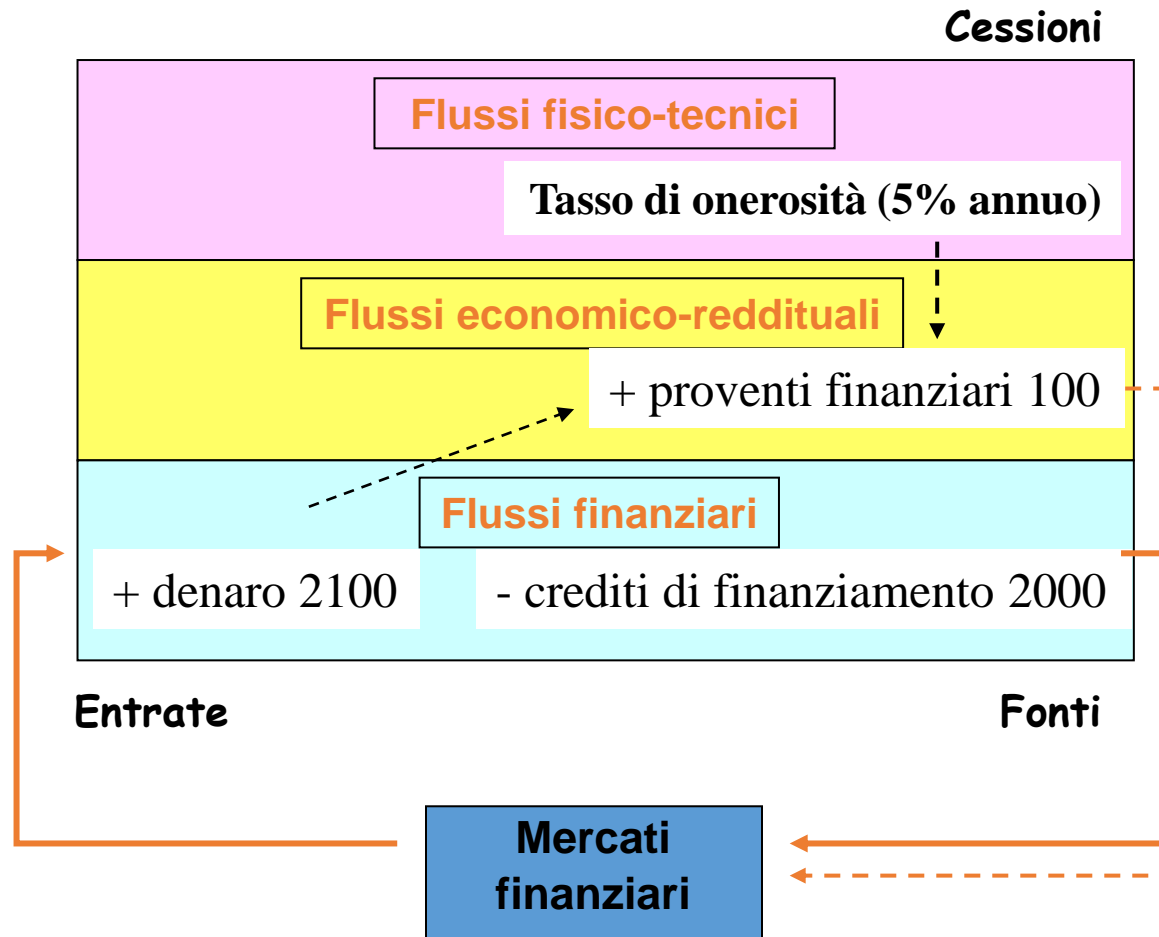 Cessioni
Flussi fisico-tecnici
Tasso di onerosità (5% annuo)
Flussi economico-reddituali
+ proventi finanziari 100
Flussi finanziari
+ denaro 2100
- crediti di finanziamento 2000
Entrate
Fonti
Mercati
finanziari